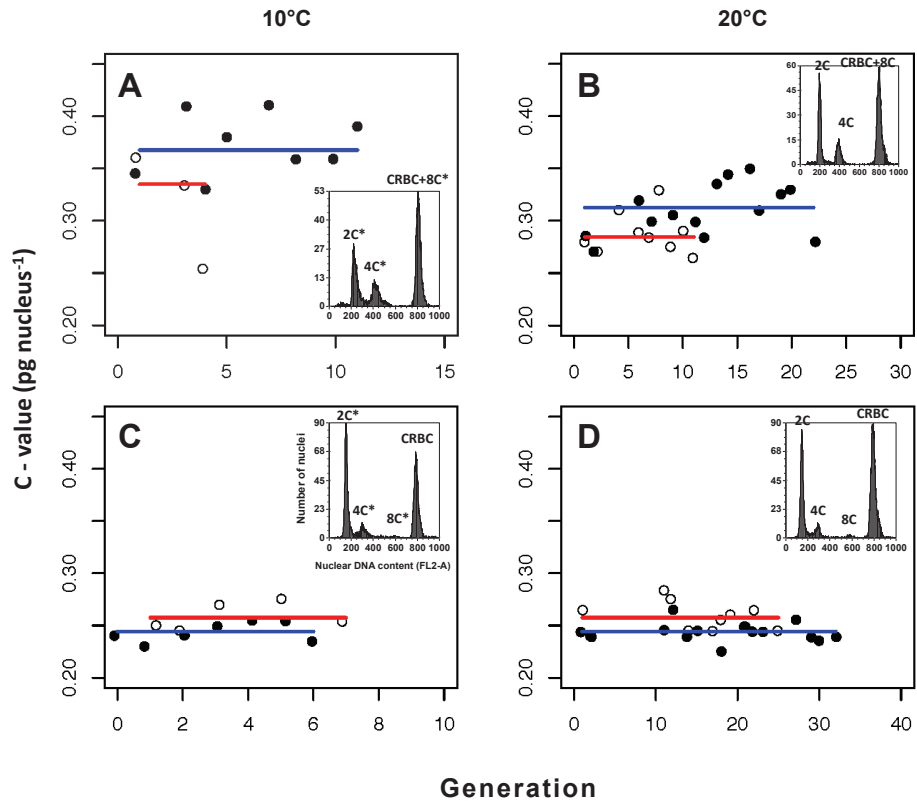 10°C
20°C
C - value (pg nucleus-1)
A
0.40
0.30
0.20
0
5
10
15
CRBC+8C*
2C*
4C*
53
40
27
13
0
0 200 400 600 800 1000
B
0.40
0.30
0.20
0
5
10
15
20
25
30
2C
CRBC+8C
4C
60
45
30
15
0
0 200 400 600 800 1000
C
0.40
0.30
0.20
0
2
4
6
8
10
2C*
CRBC
4C*
8C*
Number of nuclei
90
68
45
23
0
0 200 400 600 800 1000
Nuclear DNA content (FL2-A)
D
0.40
0.30
0.20
0
10
20
30
40
2C
CRBC
4C
8C
90
68
45
23
0
0 200 400 600 800 1000
Generation